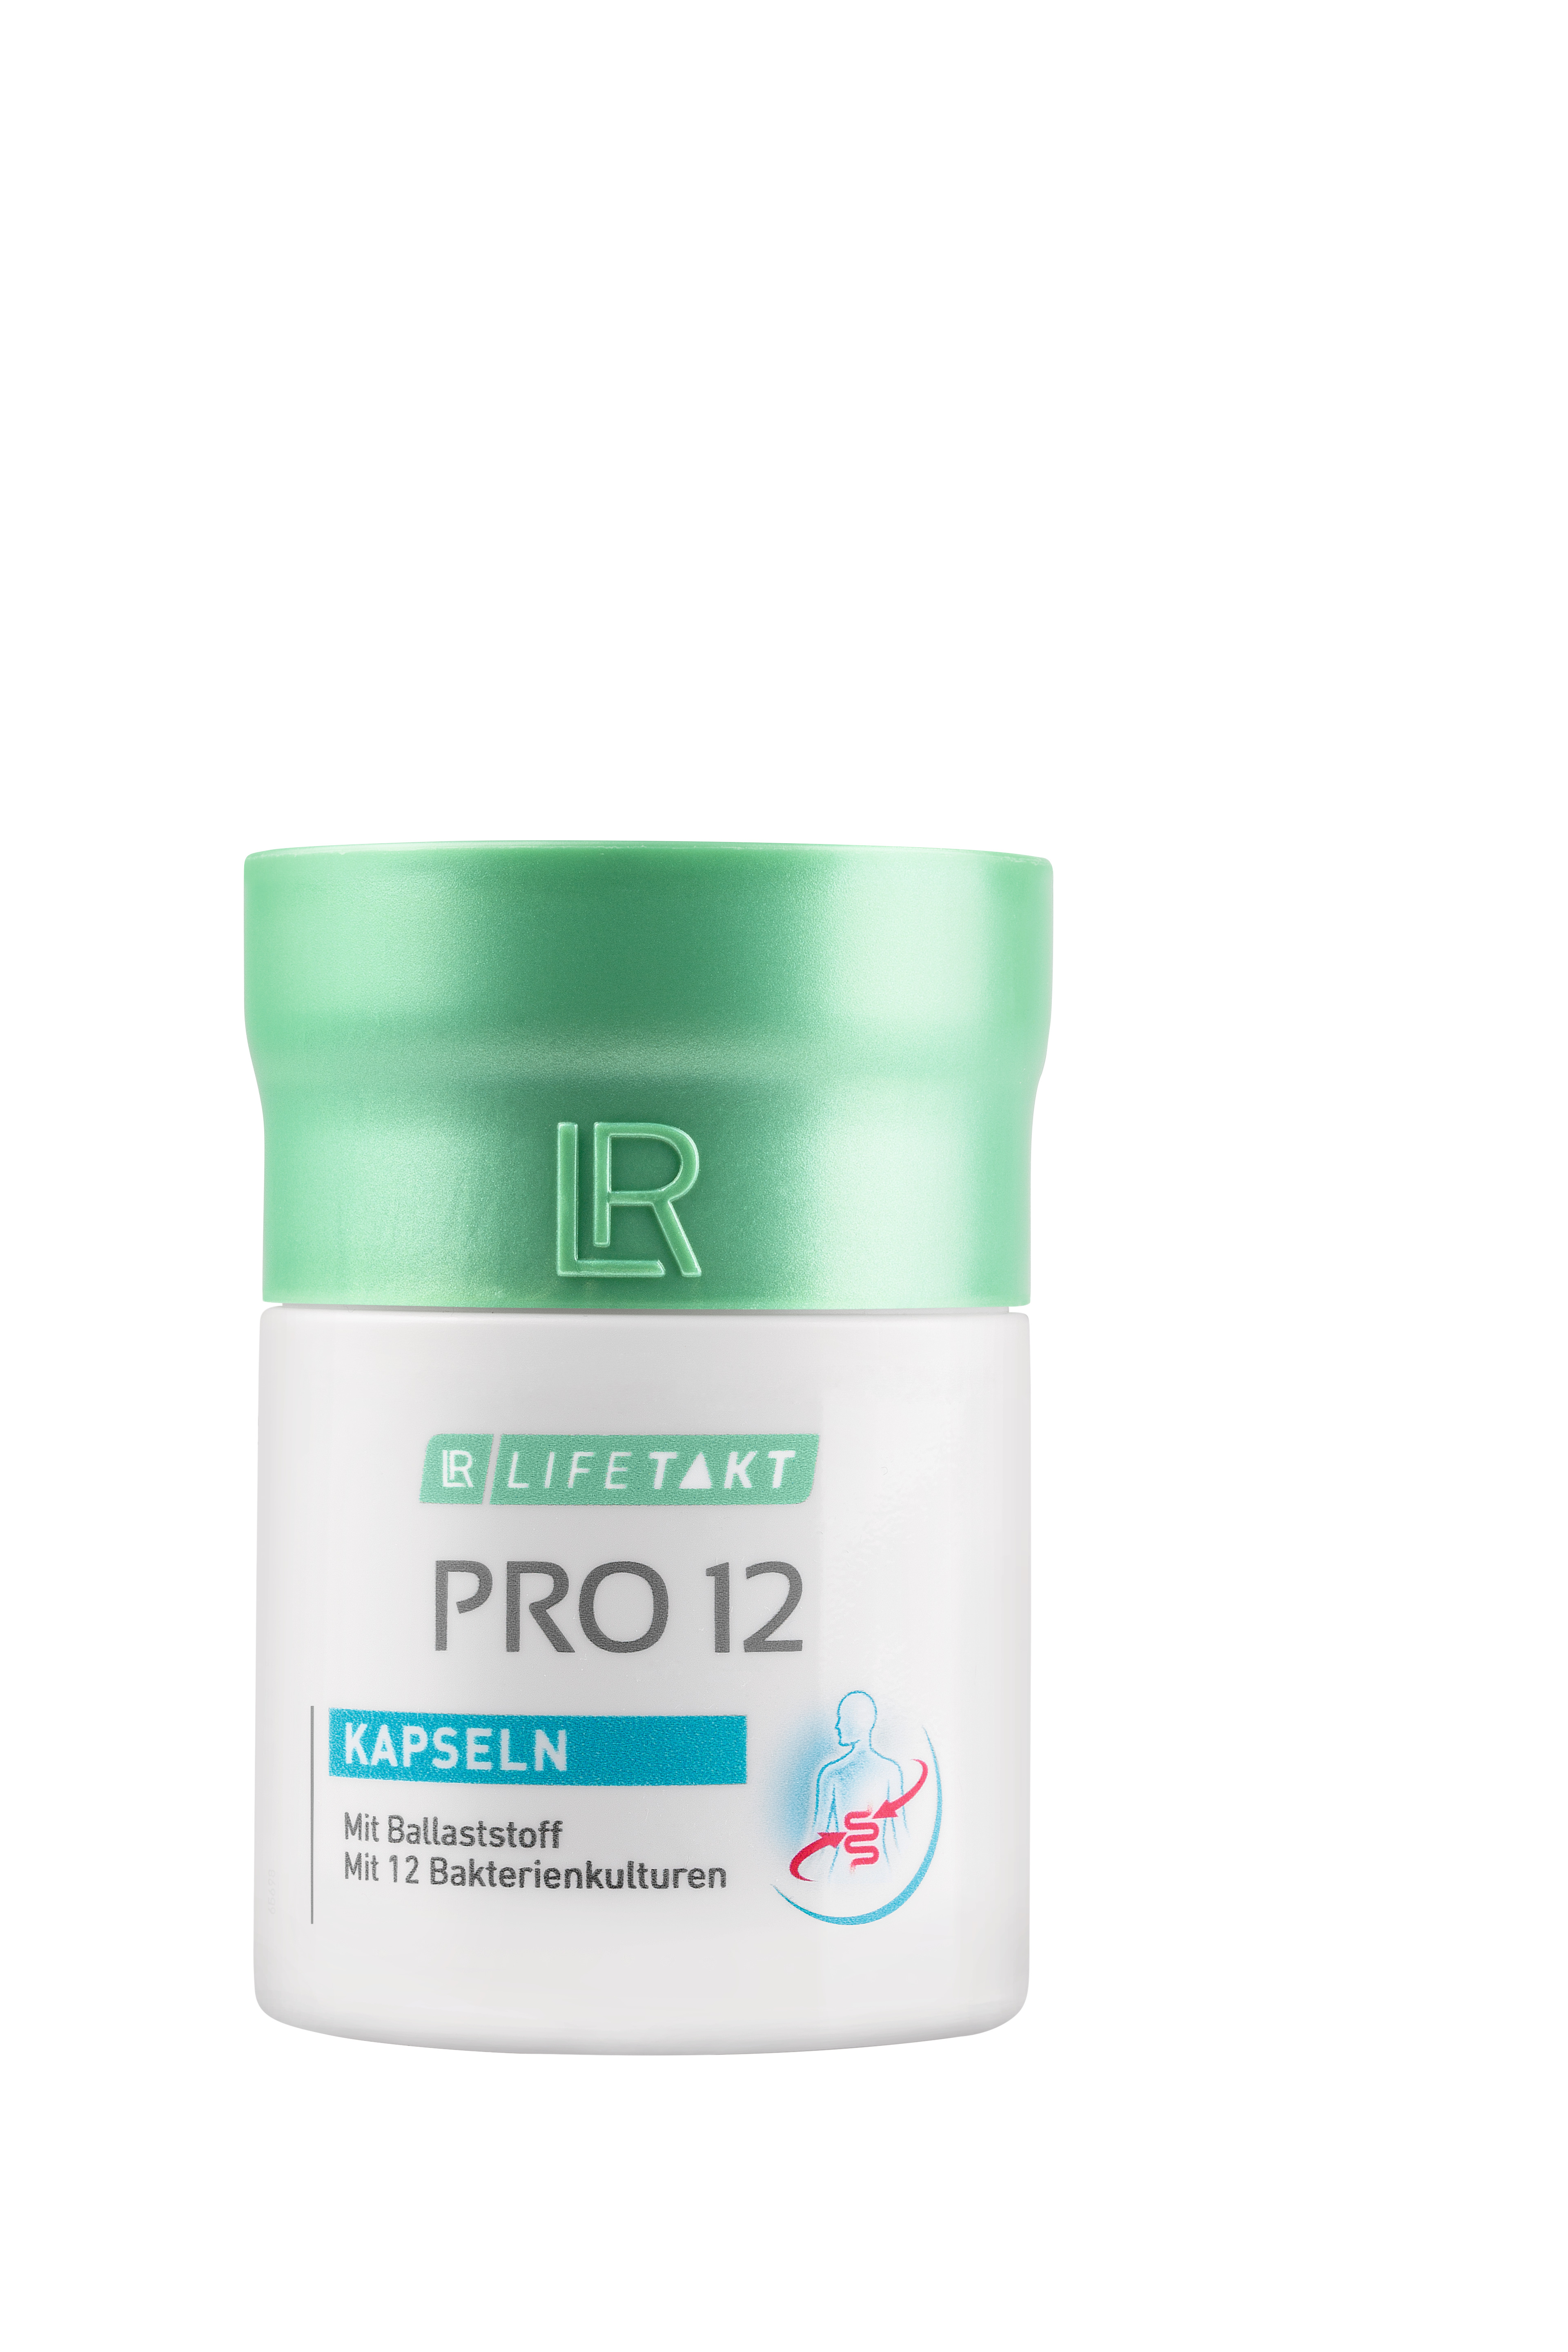 LR
LR LIFETAKT
PRO 12
KAPSELN
Mit Ballaststoff
Mit 12 Bakterienkulturen